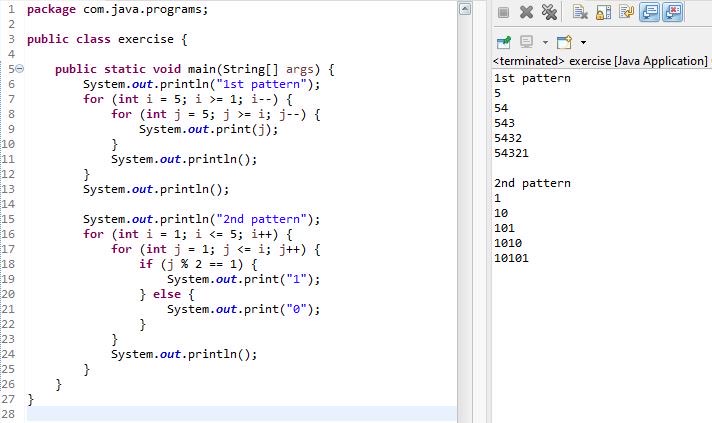 1 package com.java.programs;
2
3 public class exercise {
4
5     public static void main(String[] args) {
6         System.out.println("1st pattern");
7         for (int i = 5; i >= 1; i--) {
8             for (int j = 5; j >= i; j--) {
9                 System.out.print(j);
10             }
11             System.out.println();
12         }
13         System.out.println();
14
15         System.out.println("2nd pattern");
16         for (int i = 1; i <= 5; i++) {
17             for (int j = 1; j <= i; j++) {
18                 if (j % 2 == 1) {
19                     System.out.print("1");
20                 } else {
21                     System.out.print("0");
22                 }
23             }
24             System.out.println();
25         }
26     }
27 }
28
<terminated> exercise [Java Application]
1st pattern
5
54
543
5432
54321

2nd pattern
1
10
101
1010
10101